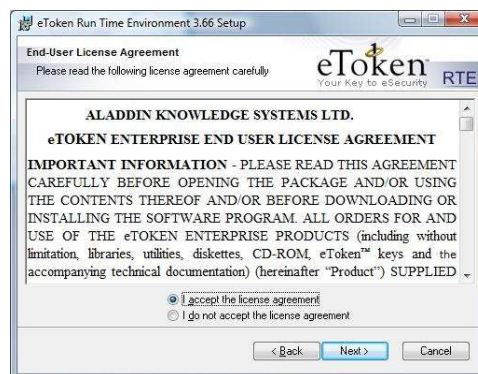 eToken Run Time Environment 3.66 Setup
End-User License Agreement
Please read the following license agreement carefully
eToken
Your Key to eSecurity
RTE
ALADDIN KNOWLEDGE SYSTEMS LTD.
eTOKEN ENTERPRISE END USER LICENSE AGREEMENT
IMPORTANT INFORMATION - PLEASE READ THIS AGREEMENT
CAREFULLY BEFORE OPENING THE PACKAGE AND/OR USING
THE CONTENTS THEREOF AND/OR BEFORE DOWNLOADING OR
INSTALLING THE SOFTWARE PROGRAM. ALL ORDERS FOR AND
USE OF THE eTOKEN ENTERPRISE PRODUCTS (including without
limitation, libraries, utilities, diskettes, CD-ROM, eToken™ keys and the
accompanying technical documentation) (hereinafter “Product”) SUPPLIED
I accept the license agreement
I do not accept the license agreement
< Back
Next >
Cancel